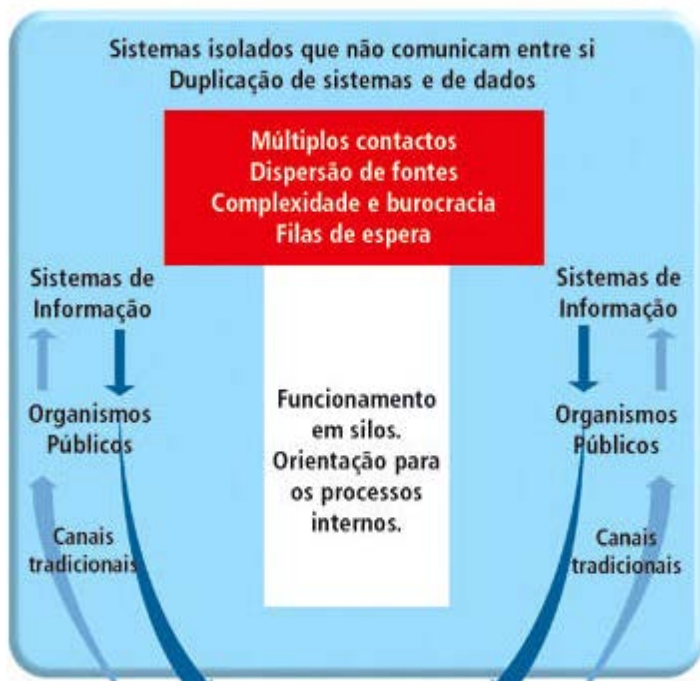 Sistemas isolados que não comunicam entre si
Duplicação de sistemas e de dados
Múltiplos contactos
Dispersão de fontes
Complexidade e burocracia
Filas de espera
Sistemas de
Informação
Organismos
Públicos
Canais
tradicionais
Funcionamento
em silos.
Orientação para
os processos
internos.
Sistemas de
Informação
Organismos
Públicos
Canais
tradicionais